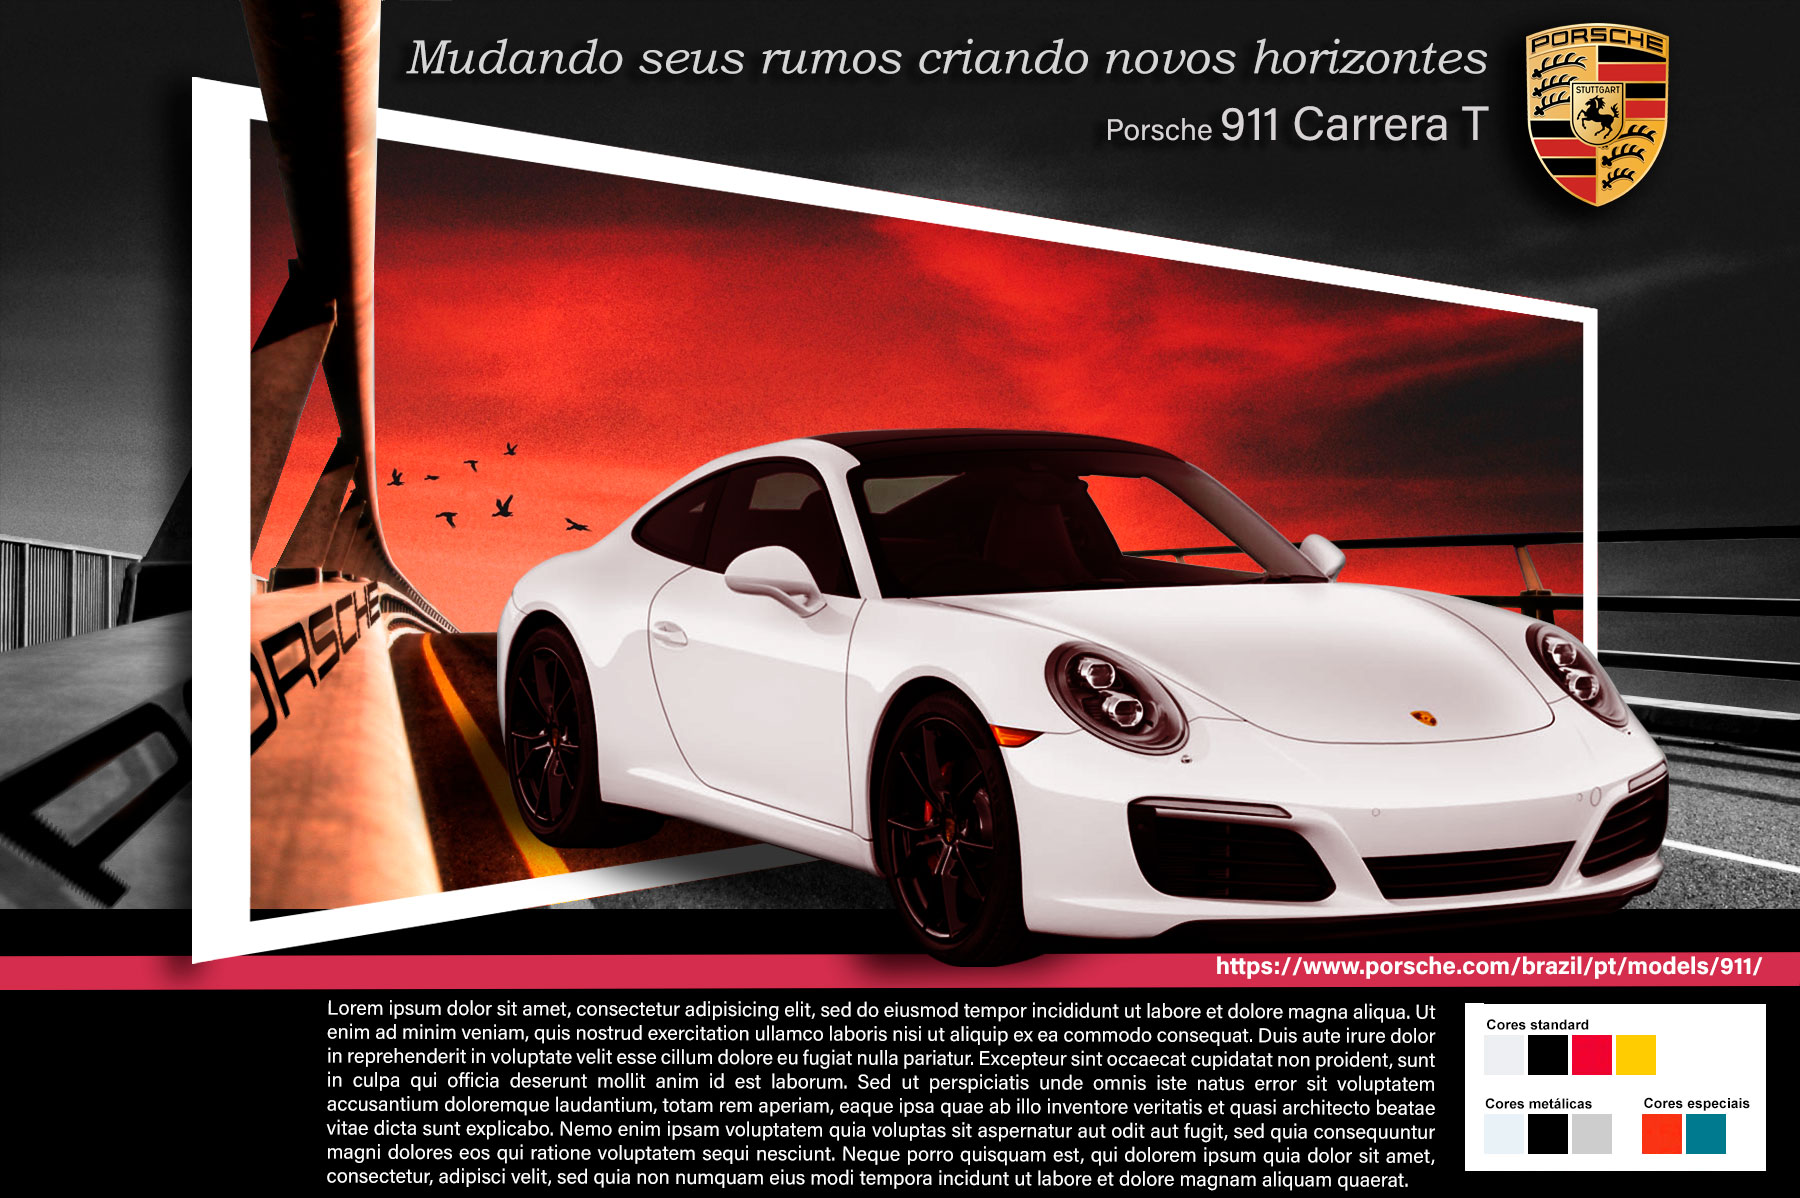 Mudando seus rumos criando novos horizontes
Porsche 911 Carrera T
PORSCHE
STUTTGART
PORSCHE
https://www.porsche.com/brazil/pt/models/911/
Lorem ipsum dolor sit amet, consectetur adipisicing elit, sed do eiusmod tempor incididunt ut labore et dolore magna aliqua. Ut
enim ad minim veniam, quis nostrud exercitation ullamco laboris nisi ut aliquip ex ea commodo consequat. Duis aute irure dolor
in reprehenderit in voluptate velit esse cillum dolore eu fugiat nulla pariatur. Excepteur sint occaecat cupidatat non proident, sunt
in culpa qui officia deserunt mollit anim id est laborum. Sed ut perspiciatis unde omnis iste natus error sit voluptatem
accusantium doloremque laudantium, totam rem aperiam, eaque ipsa quae ab illo inventore veritatis et quasi architecto beatae
vitae dicta sunt explicabo. Nemo enim ipsam voluptatem quia voluptas sit aspernatur aut odit aut fugit, sed quia consequuntur
magni dolores eos qui ratione voluptatem sequi nesciunt. Neque porro quisquam est, qui dolorem ipsum quia dolor sit amet,
consectetur, adipisci velit, sed quia non numquam eius modi tempora incidunt ut labore et dolore magnam aliquam quaerat.
Cores standard
Cores metálicas
Cores especiais